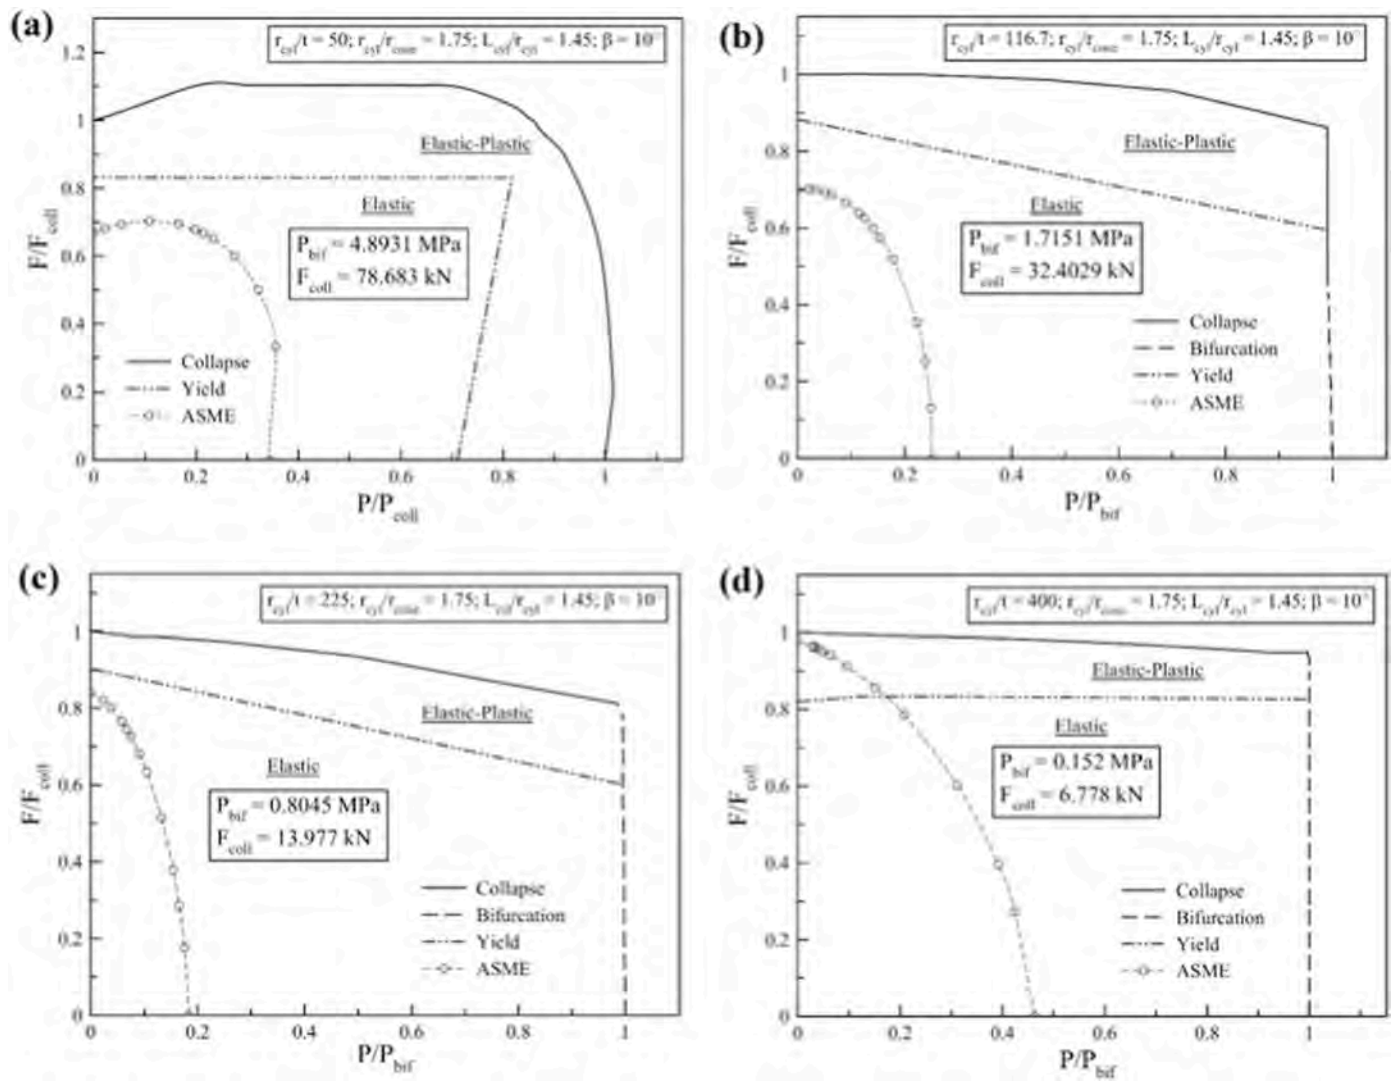 (a)
r_cyl/t = 50; r_cyl/r_cone = 1.75; L_cyl/r_cyl = 1.45; β = 10°
1.2
1
0.8
0.6
0.4
0.2
0
F/F_coll
Elastic-Plastic
Elastic
P_bif = 4.8931 MPa
F_coll = 78.683 kN
Collapse
Yield
ASME
0
0.2
0.4
0.6
0.8
1
P/P_coll
(b)
r_cyl/t = 116.7; r_cyl/r_cone = 1.75; L_cyl/r_cyl = 1.45; β = 10°
1
0.8
0.6
0.4
0.2
0
F/F_coll
Elastic-Plastic
Elastic
P_bif = 1.7151 MPa
F_coll = 32.4029 kN
Collapse
Bifurcation
Yield
ASME
0
0.2
0.4
0.6
0.8
1
P/P_bif
(c)
r_cyl/t = 225; r_cyl/r_cone = 1.75; L_cyl/r_cyl = 1.45; β = 10°
1
0.8
0.6
0.4
0.2
0
F/F_coll
Elastic-Plastic
Elastic
P_bif = 0.8045 MPa
F_coll = 13.977 kN
Collapse
Bifurcation
Yield
ASME
0
0.2
0.4
0.6
0.8
1
P/P_bif
(d)
r_cyl/t = 400; r_cyl/r_cone = 1.75; L_cyl/r_cyl = 1.45; β = 10°
1
0.8
0.6
0.4
0.2
0
F/F_coll
Elastic-Plastic
Elastic
P_bif = 0.152 MPa
F_coll = 6.778 kN
Collapse
Bifurcation
Yield
ASME
0
0.2
0.4
0.6
0.8
1
P/P_bif